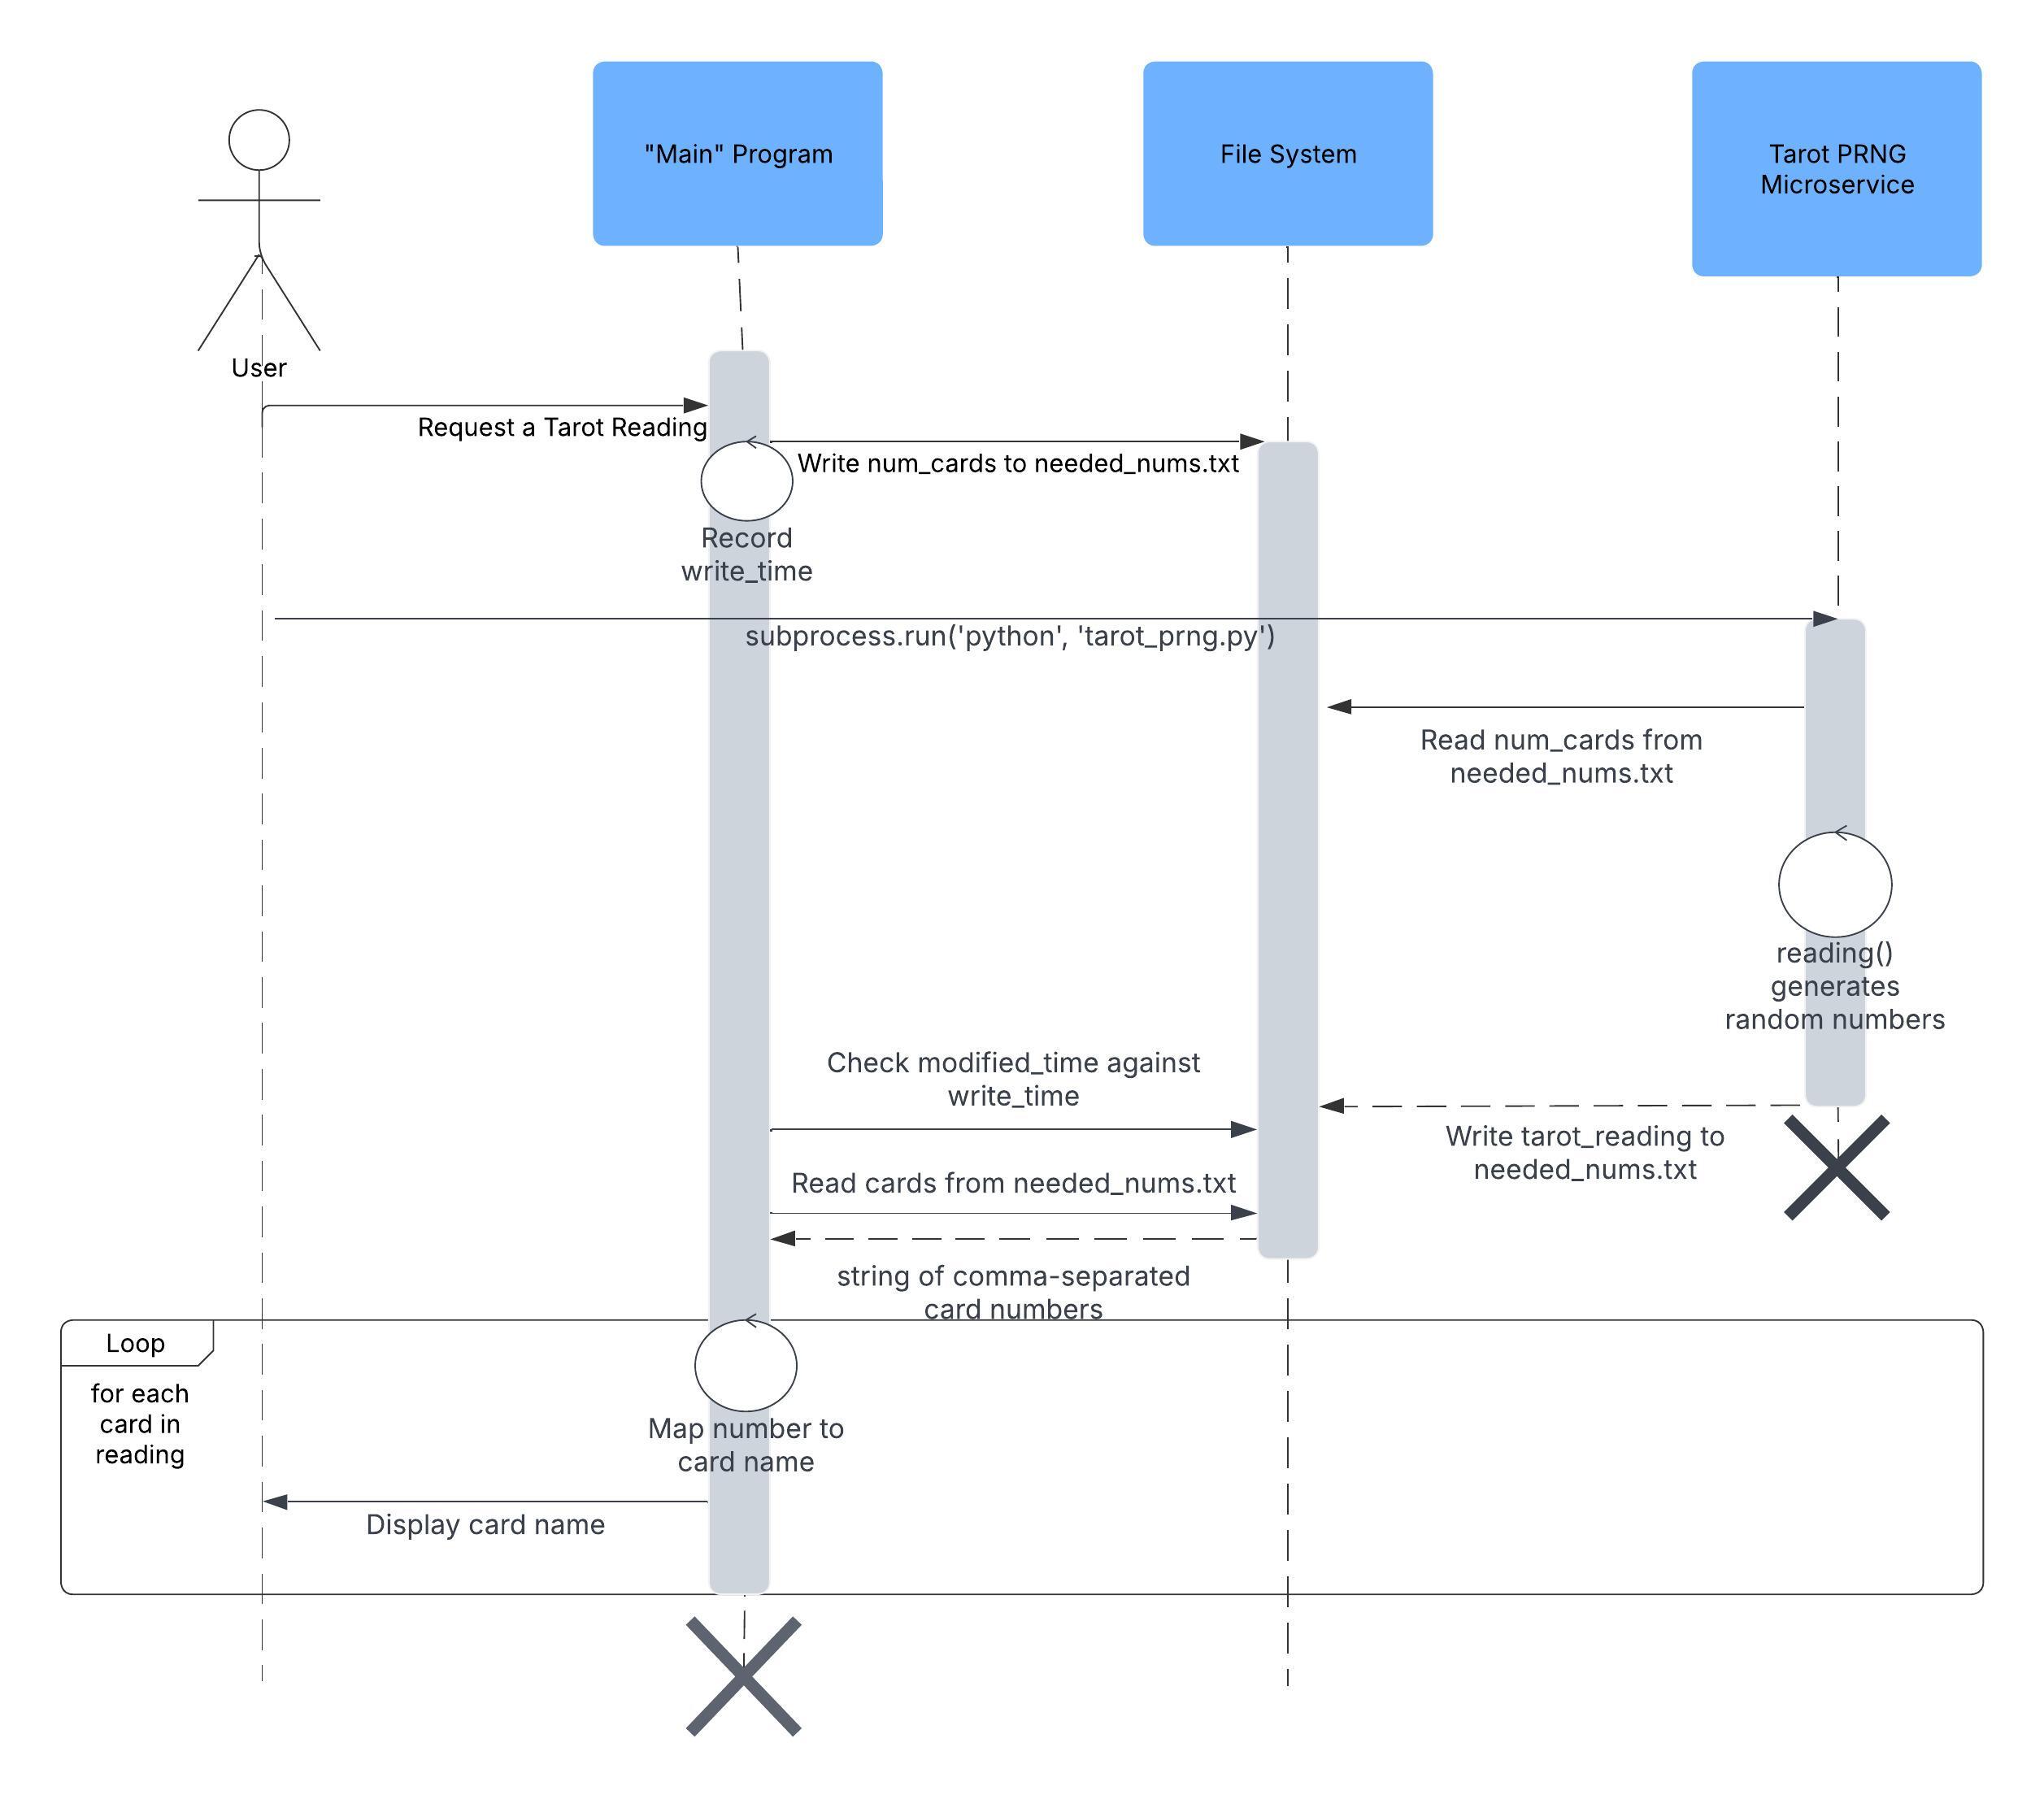 "Main" Program
File System
Tarot PRNG
Microservice
User
Request a Tarot Reading
Write num_cards to needed_nums.txt
Record
write_time
subprocess.run('python', 'tarot_prng.py')
Read num_cards from
needed_nums.txt
reading()
generates
random numbers
Check modified_time against
write_time
Write tarot_reading to
needed_nums.txt
Read cards from needed_nums.txt
string of comma-separated
card numbers
Loop
for each
card in
reading
Map number to
card name
Display card name